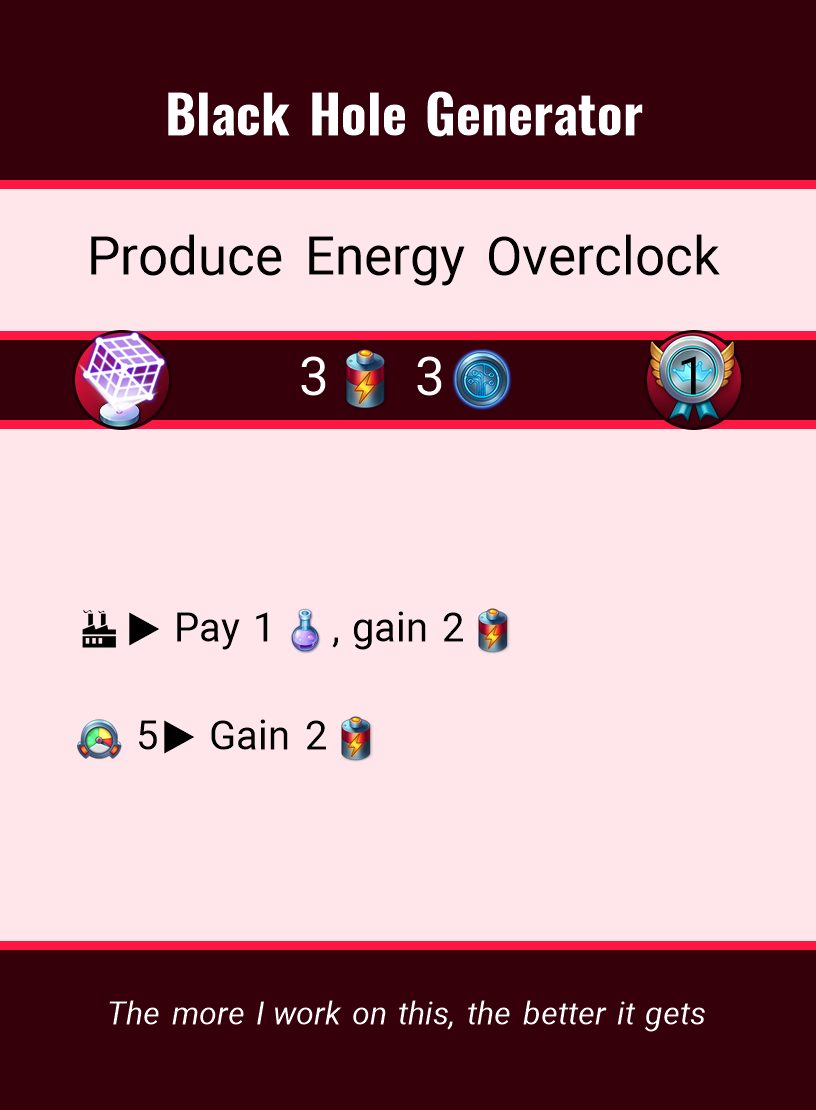 Black Hole Generator
Produce Energy Overclock
3 3 1
Pay 1 , gain 2
5 Gain 2
The more I work on this, the better it gets